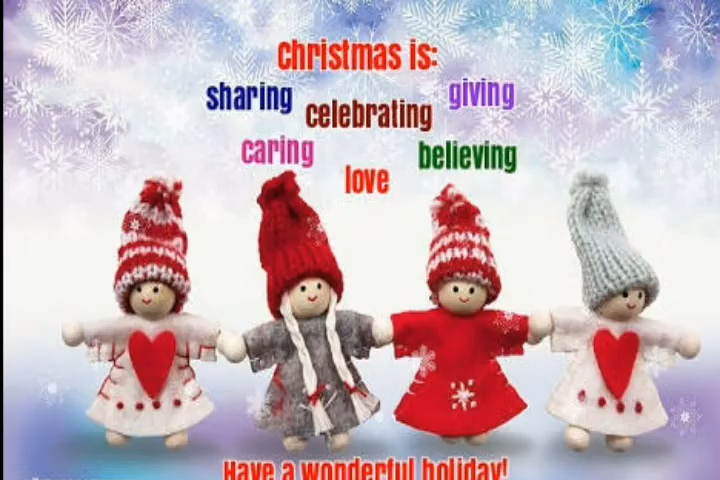 Christmas is:
sharing celebrating giving
caring love believing
Have a wonderful holiday!